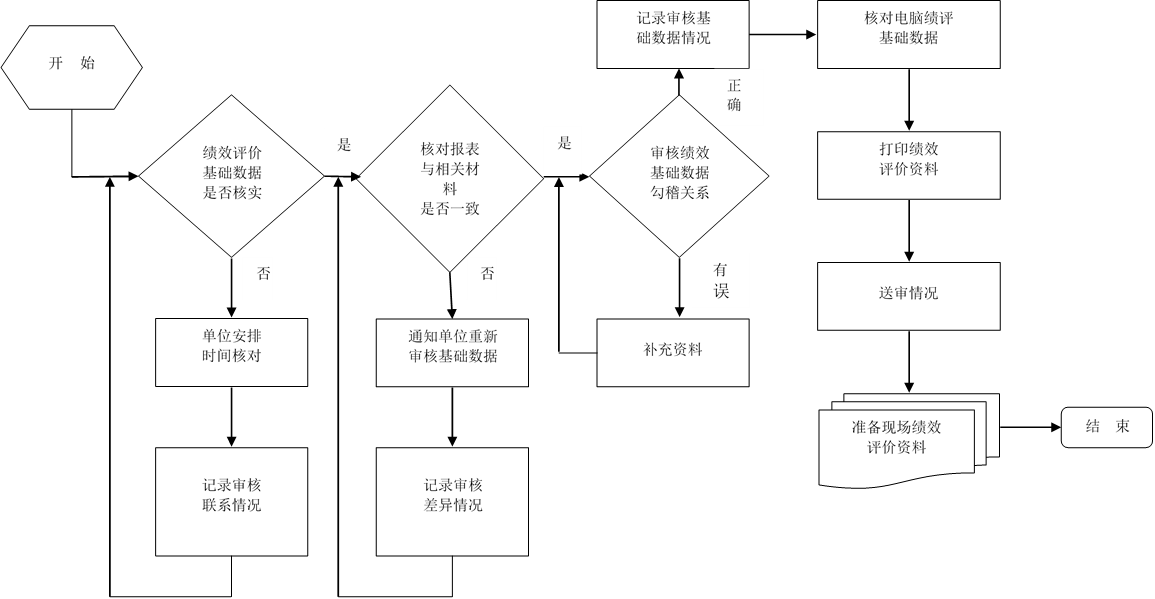 开 始
绩效评价
基础数据
是否核实
是
否
单位安排
时间核对
记录审核
联系情况
核对报表
与相关材
料
是否一致
是
否
通知单位重新
审核基础数据
记录审核
差异情况
审核绩效
基础数据
勾稽关系
正
确
有
误
补充资料
记录审核基
础数据情况
核对电脑绩评
基础数据
打印绩效
评价资料
送审情况
准备现场绩效
评价资料
结 束